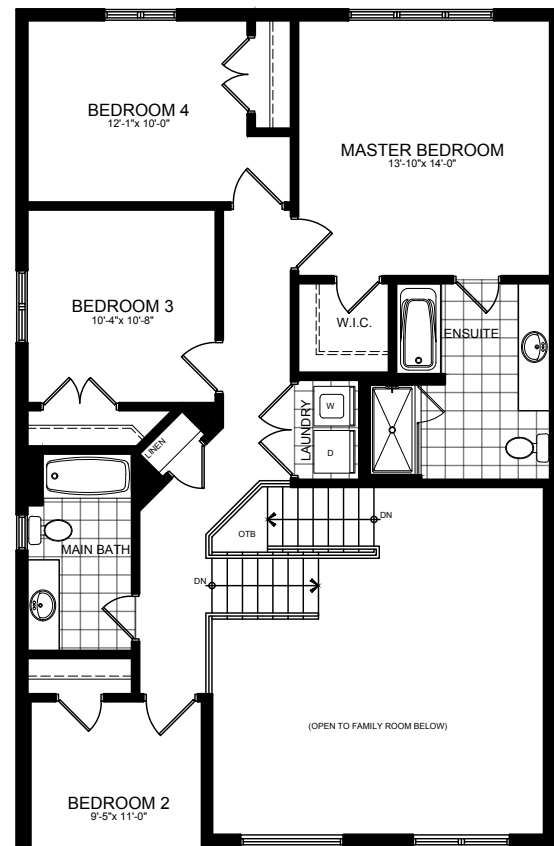 BEDROOM 4
12'-1"x 10'-0"
MASTER BEDROOM
13'-10"x 14'-0"
BEDROOM 3
10'-4"x 10'-8"
W.I.C.
ENSUITE
LAUNDRY
W
D
LINEN
OTB
DN
MAIN BATH
DN
(OPEN TO FAMILY ROOM BELOW)
BEDROOM 2
9'-5"x 11'-0"